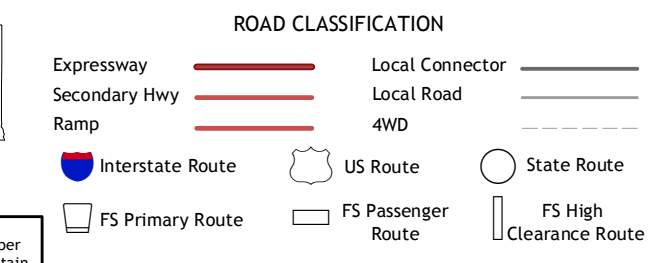 ROAD CLASSIFICATION
Expressway
Local Connector
Secondary Hwy
Local Road
Ramp
4WD
Interstate Route
US Route
State Route
FS Primary Route
FS Passenger
Route
FS High
Clearance Route